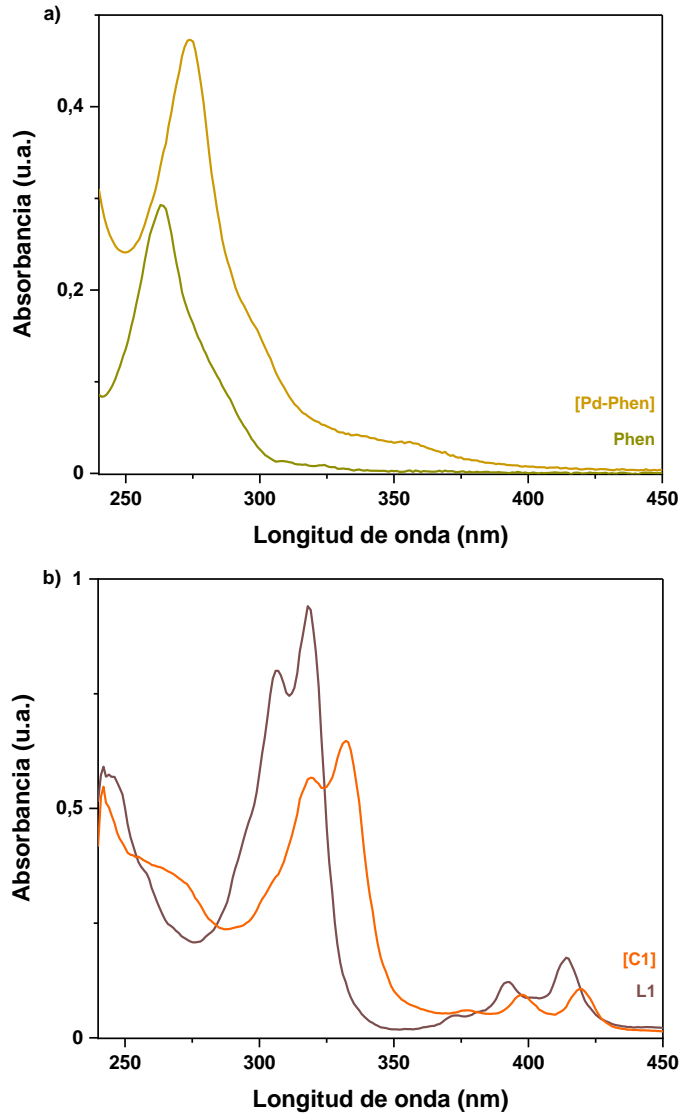 a)
Absorbancia (u.a.)
0,4
0,2
0
[Pd-Phen]
Phen
250 300 350 400 450
Longitud de onda (nm)
b)
Absorbancia (u.a.)
1
0,5
0
[C1]
L1
250 300 350 400 450
Longitud de onda (nm)